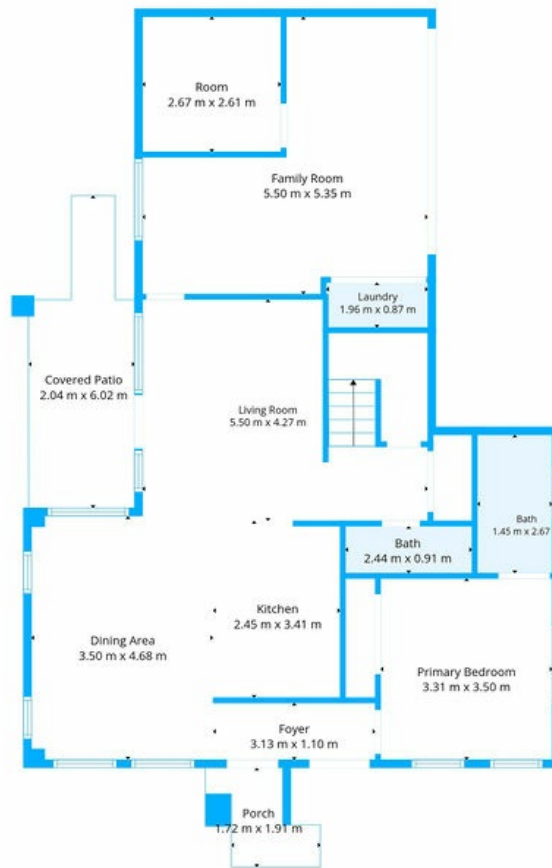 Room
2.67 m x 2.61 m
Family Room
5.50 m x 5.35 m
Laundry
1.96 m x 0.87 m
Covered Patio
2.04 m x 6.02 m
Living Room
5.50 m x 4.27 m
Bath
1.45 m x 2.67
Bath
2.44 m x 0.91 m
Kitchen
2.45 m x 3.41 m
Dining Area
3.50 m x 4.68 m
Primary Bedroom
3.31 m x 3.50 m
Foyer
3.13 m x 1.10 m
Porch
1.72 m x 1.91 m